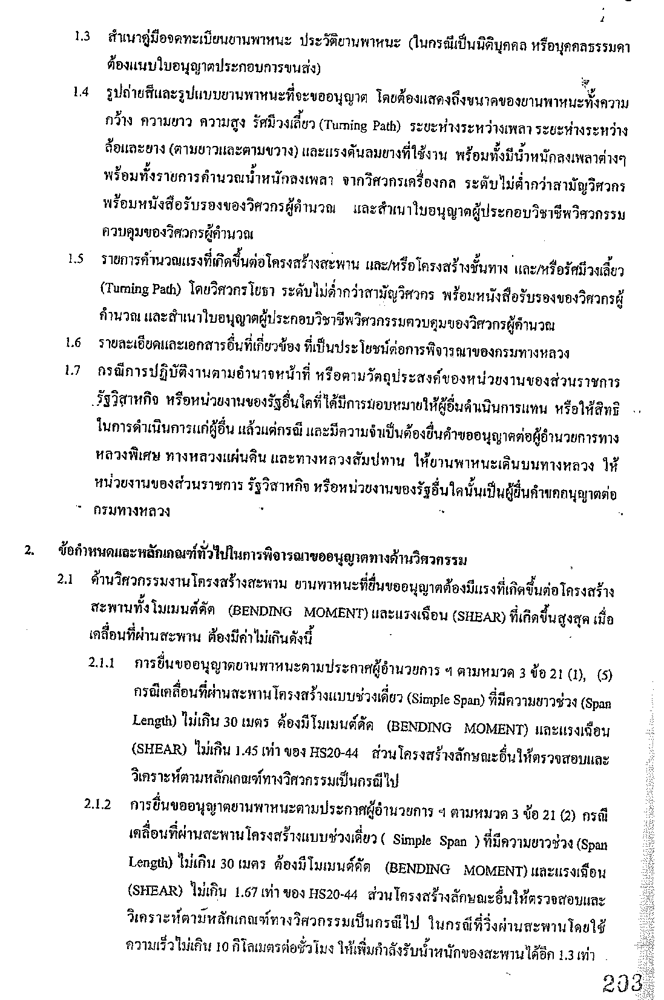 1.3 สำเนาคู่มือจดทะเบียนยานพาหนะ ประวัติยานพาหนะ (ในกรณีเป็นนิติบุคคล หรือบุคคลธรรมดา
ต้องแนบใบอนุญาตประกอบการขนส่ง)
1.4 รูปถ่ายสีและรูปแบบยานพาหนะที่จะขออนุญาต โดยต้องแสดงถึงขนาดของยานพาหนะทั้งความ
กว้าง ความยาว ความสูง รัศมีวงเลี้ยว (Turning Path) ระยะห่างระหว่างเพลา ระยะห่างระหว่าง
ล้อและยาง (ตามยาวและตามขวาง) และแรงดันลมยางที่ใช้งาน พร้อมทั้งมีน้ำหนักลงเพลาต่างๆ
พร้อมทั้งรายการคำนวณน้ำหนักลงเพลา จากวิศวกรเครื่องกล ระดับไม่ต่ำกว่าสามัญวิศวกร
พร้อมหนังสือรับรองของวิศวกรผู้คำนวณ และสำเนาใบอนุญาตผู้ประกอบวิชาชีพวิศวกรรม
ควบคุมของวิศวกรผู้คำนวณ
1.5 รายการคำนวณแรงที่เกิดขึ้นต่อโครงสร้างสะพาน และ/หรือโครงสร้างชั้นทาง และ/หรือรัศมีวงเลี้ยว
(Turning Path) โดยวิศวกรโยธา ระดับไม่ต่ำกว่าสามัญวิศวกร พร้อมหนังสือรับรองของวิศวกรผู้
คำนวณ และสำเนาใบอนุญาตผู้ประกอบวิชาชีพวิศวกรรมควบคุมของวิศวกรผู้คำนวณ
1.6 รายละเอียดและเอกสารอื่นที่เกี่ยวข้อง ที่เป็นประโยชน์ต่อการพิจารณาของกรมทางหลวง
1.7 กรณีการปฏิบัติงานตามอำนาจหน้าที่ หรือตามวัตถุประสงค์ของหน่วยงานของส่วนราชการ
รัฐวิสาหกิจ หรือหน่วยงานของรัฐอื่นใดที่ได้มีการมอบหมายให้ผู้อื่นดำเนินการแทน หรือให้สิทธิ
ในการดำเนินการแก่ผู้อื่น แล้วแต่กรณี และมีความจำเป็นต้องยื่นคำขออนุญาตต่อผู้อำนวยการทาง
หลวงพิเศษ ทางหลวงแผ่นดิน และทางหลวงสัมปทาน ให้ยานพาหนะเดินบนทางหลวง ให้
หน่วยงานของส่วนราชการ รัฐวิสาหกิจ หรือหน่วยงานของรัฐอื่นใดนั้นเป็นผู้ยื่นคำขออนุญาตต่อ
กรมทางหลวง
2. ข้อกำหนดและหลักเกณฑ์ทั่วไปในการพิจารณาขออนุญาตทางด้านวิศวกรรม
2.1 ด้านวิศวกรรมงานโครงสร้างสะพาน ยานพาหนะที่ยื่นขออนุญาตต้องมีแรงที่เกิดขึ้นต่อโครงสร้าง
สะพานทั้งโมเมนต์ดัด (BENDING MOMENT) และแรงเฉือน (SHEAR) ที่เกิดขึ้นสูงสุด เมื่อ
เคลื่อนที่ผ่านสะพาน ต้องมีค่าไม่เกินดังนี้
2.1.1 การยื่นขออนุญาตยานพาหนะตามประกาศผู้อำนวยการ ฯ ตามหมวด 3 ข้อ 21 (1), (5)
กรณีเคลื่อนที่ผ่านสะพานโครงสร้างแบบช่วงเดี่ยว (Simple Span) ที่มีความยาวช่วง (Span
Length) ไม่เกิน 30 เมตร ต้องมีโมเมนต์ดัด (BENDING MOMENT) และแรงเฉือน
(SHEAR) ไม่เกิน 1.45 เท่า ของ HS20-44 ส่วนโครงสร้างลักษณะอื่นให้ตรวจสอบและ
วิเคราะห์ตามหลักเกณฑ์ทางวิศวกรรมเป็นกรณีไป
2.1.2 การยื่นขออนุญาตยานพาหนะตามประกาศผู้อำนวยการ ฯ ตามหมวด 3 ข้อ 21 (2) กรณี
เคลื่อนที่ผ่านสะพานโครงสร้างแบบช่วงเดี่ยว ( Simple Span ) ที่มีความยาวช่วง (Span
Length) ไม่เกิน 30 เมตร ต้องมีโมเมนต์ดัด (BENDING MOMENT) และแรงเฉือน
(SHEAR) ไม่เกิน 1.67 เท่า ของ HS20-44 ส่วนโครงสร้างลักษณะอื่นให้ตรวจสอบและ
วิเคราะห์ตามหลักเกณฑ์ทางวิศวกรรมเป็นกรณีไป ในกรณีที่วิ่งผ่านสะพานโดยใช้
ความเร็วไม่เกิน 10 กิโลเมตรต่อชั่วโมง ให้เพิ่มกำลังรับน้ำหนักของสะพานได้อีก 1.3 เท่า
203